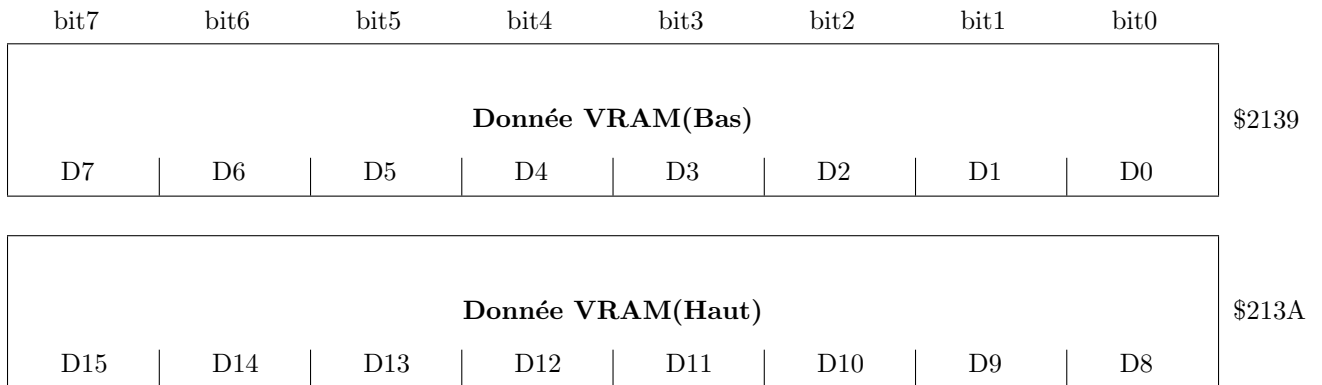 bit7 bit6 bit5 bit4 bit3 bit2 bit1 bit0
Donnée VRAM(Bas) $2139
D7 D6 D5 D4 D3 D2 D1 D0
Donnée VRAM(Haut) $213A
D15 D14 D13 D12 D11 D10 D9 D8